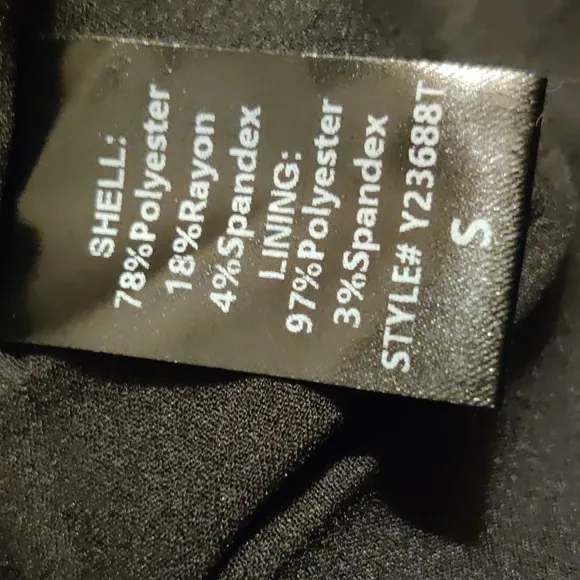 SHELL:
78%Polyester
18%Rayon
4%Spandex
LINING:
97%Polyester
3%Spandex
STYLE# Y23688T
S